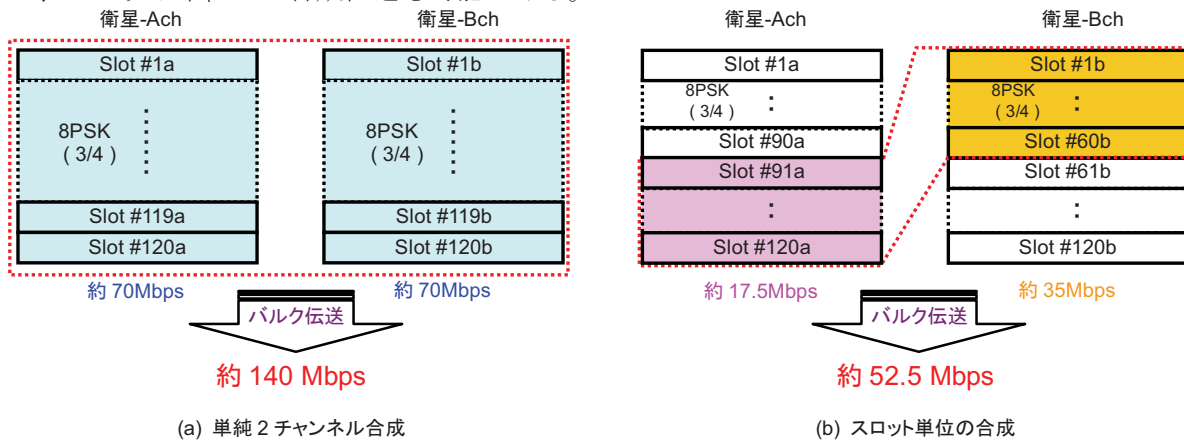 衛星-Ach
衛星-Bch
Slot #1a
Slot #1b
8PSK
( 3/4 )
8PSK
( 3/4 )
Slot #119a
Slot #119b
Slot #120a
Slot #120b
約 70Mbps
約 70Mbps
バルク伝送
約 140 Mbps
(a) 単純 2 チャンネル合成
衛星-Ach
衛星-Bch
Slot #1a
Slot #1b
8PSK
( 3/4 )
8PSK
( 3/4 )
Slot #90a
Slot #60b
Slot #91a
Slot #61b
Slot #120a
Slot #120b
約 17.5Mbps
約 35Mbps
バルク伝送
約 52.5 Mbps
(b) スロット単位の合成